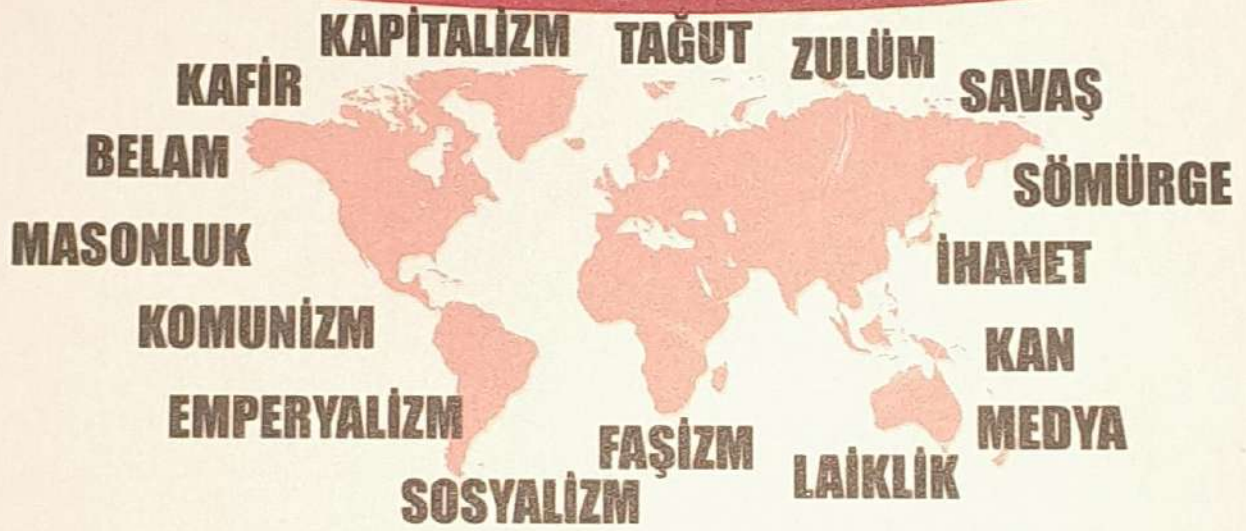 KAPİTALİZM TAĞUT ZULÜM
KAFİR SAVAŞ
BELAM SÖMÜRGE
MASONLUK İHANET
KOMUNİZM KAN
EMPERYALİZM MEDYA
FAŞİZM LAİKLİK
SOSYALİZM